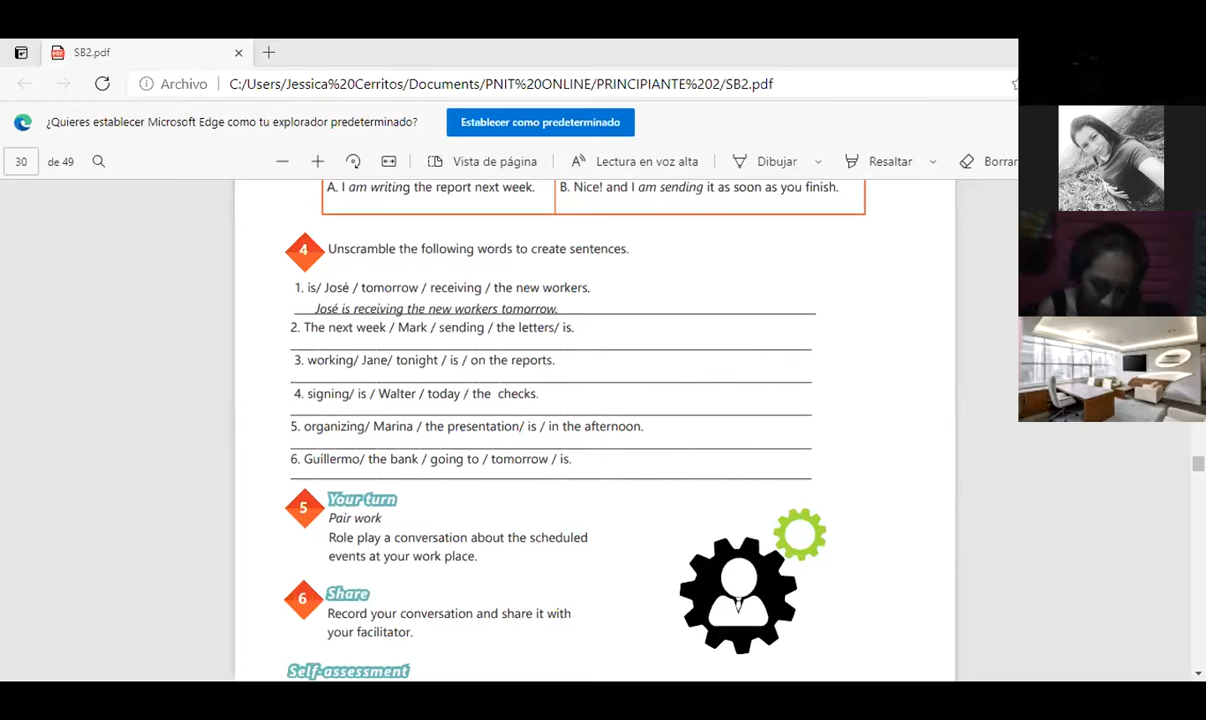 SB2.pdf
Archivo
C:/Users/Jessica%20Cerritos/Documents/PNIT%20ONLINE/PRINCIPIANTE%202/SB2.pdf
¿Quieres establecer Microsoft Edge como tu explorador predeterminado?
Establecer como predeterminado
30 de 49
Vista de página
Lectura en voz alta
Dibujar
Resaltar
Borrar
A. I am writing the report next week.
B. Nice! and I am sending it as soon as you finish.
4 Unscramble the following words to create sentences.
1. is/ José / tomorrow / receiving / the new workers.
José is receiving the new workers tomorrow.
2. The next week / Mark / sending / the letters/ is.
3. working/ Jane/ tonight / is / on the reports.
4. signing/ is / Walter / today / the checks.
5. organizing/ Marina / the presentation/ is / in the afternoon.
6. Guillermo/ the bank / going to / tomorrow / is.
5 Your turn
Pair work
Role play a conversation about the scheduled
events at your work place.
6 Share
Record your conversation and share it with
your facilitator.
Self-assessment